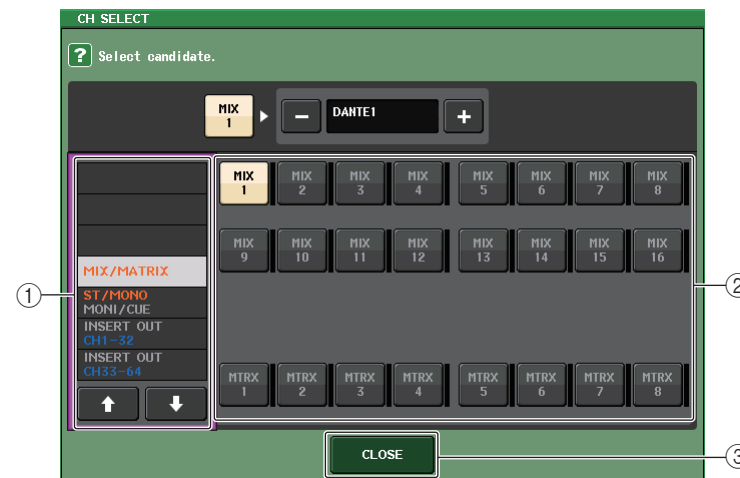 CH SELECT
? Select candidate.
MIX 1
−
DANTE1
+
MIX/MATRIX
ST/MONO
MONI/CUE
INSERT OUT
CH1-32
INSERT OUT
CH33-64
MIX 1 MIX 2 MIX 3 MIX 4 MIX 5 MIX 6 MIX 7 MIX 8
MIX 9 MIX 10 MIX 11 MIX 12 MIX 13 MIX 14 MIX 15 MIX 16
MTRX 1 MTRX 2 MTRX 3 MTRX 4 MTRX 5 MTRX 6 MTRX 7 MTRX 8
CLOSE
1
2
3